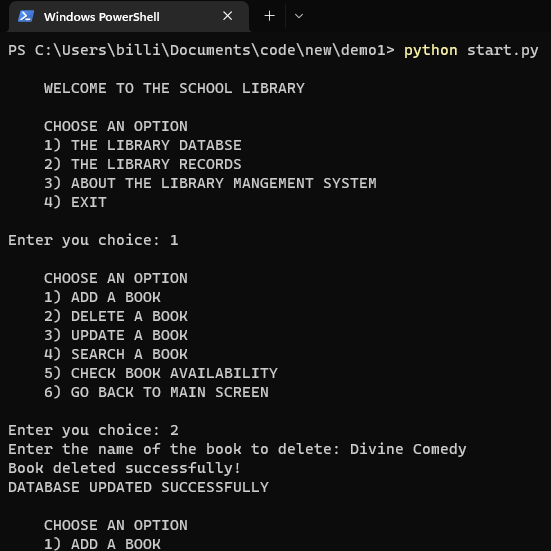 Windows PowerShell
PS C:\Users\billi\Documents\code\new\demo1> python start.py
WELCOME TO THE SCHOOL LIBRARY
CHOOSE AN OPTION
1) THE LIBRARY DATABSE
2) THE LIBRARY RECORDS
3) ABOUT THE LIBRARY MANGEMENT SYSTEM
4) EXIT
Enter you choice: 1
CHOOSE AN OPTION
1) ADD A BOOK
2) DELETE A BOOK
3) UPDATE A BOOK
4) SEARCH A BOOK
5) CHECK BOOK AVAILABILITY
6) GO BACK TO MAIN SCREEN
Enter you choice: 2
Enter the name of the book to delete: Divine Comedy
Book deleted successfully!
DATABASE UPDATED SUCCESSFULLY
CHOOSE AN OPTION
1) ADD A BOOK